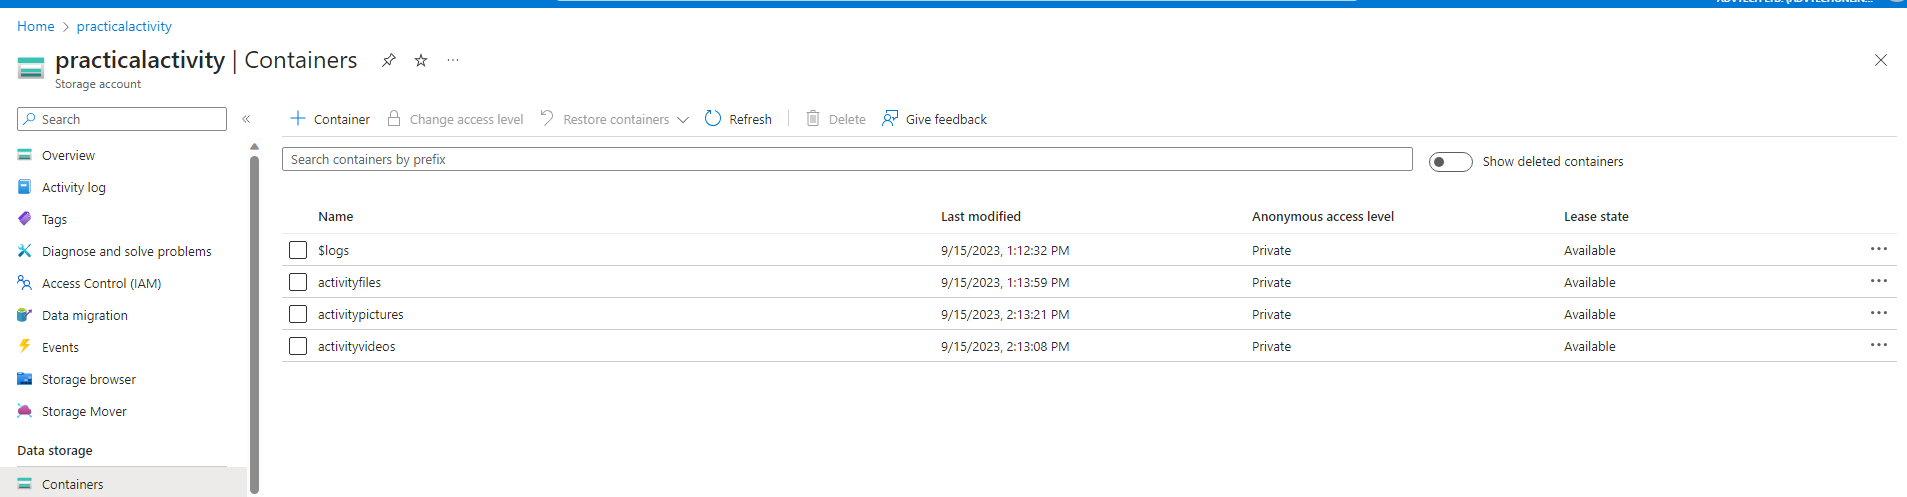 Home > practicalactivity
practicalactivity | Containers
Storage account
Search
Container Change access level Restore containers Refresh Delete Give feedback
Search containers by prefix
Show deleted containers
Overview
Activity log
Tags
Diagnose and solve problems
Access Control (IAM)
Data migration
Events
Storage browser
Storage Mover
Data storage
Containers
Name Last modified Anonymous access level Lease state
$logs 9/15/2023, 1:12:32 PM Private Available
activityfiles 9/15/2023, 1:13:59 PM Private Available
activitypictures 9/15/2023, 2:13:21 PM Private Available
activityvideos 9/15/2023, 2:13:08 PM Private Available